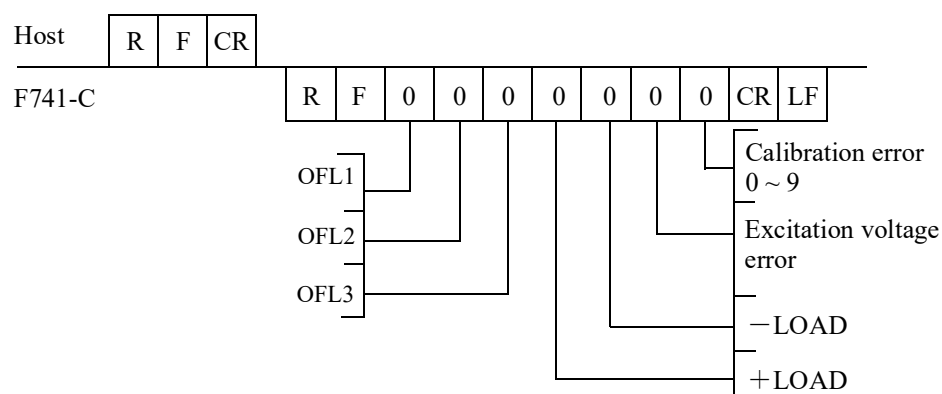 Host R F CR
F741-C R F 0 0 0 0 0 0 0 CR LF
OFL1
OFL2
OFL3
Calibration error
0 ~ 9
Excitation voltage
error
－LOAD
＋LOAD